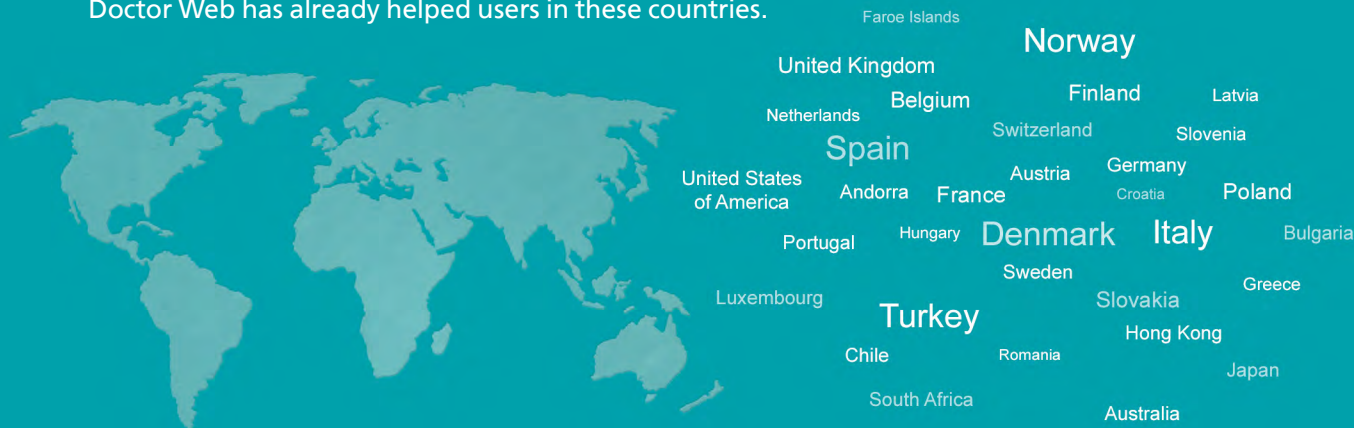 Doctor Web has already helped users in these countries.
Faroe Islands
Norway
United Kingdom
Finland
Latvia
Belgium
Netherlands
Switzerland
Slovenia
Spain
Germany
Austria
United States
of America
Andorra
France
Croatia
Poland
Portugal
Hungary
Denmark
Italy
Bulgaria
Sweden
Greece
Luxembourg
Slovakia
Turkey
Hong Kong
Chile
Romania
Japan
South Africa
Australia